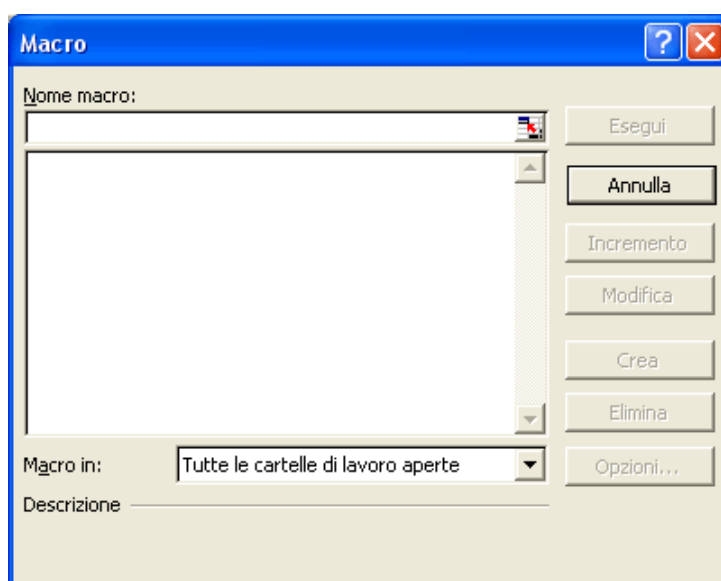 Macro
Nome macro:
Esegui
Annulla
Incremento
Modifica
Crea
Elimina
Macro in:
Tutte le cartelle di lavoro aperte
Opzioni...
Descrizione